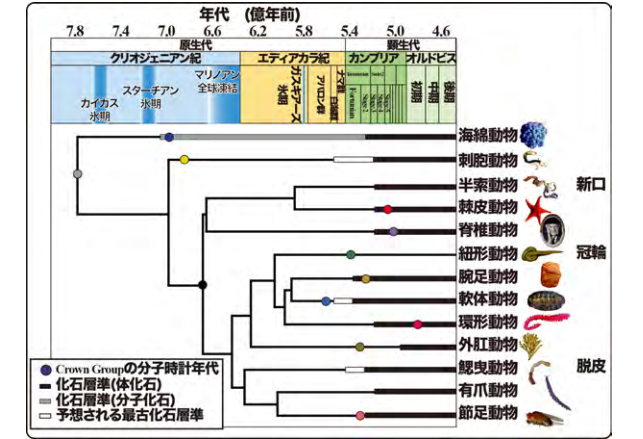 年代 (億年前)
7.8 7.4 7.0 6.6 6.2 5.8 5.4 5.0 4.6
原生代 顕生代
クリオジェニアン紀 エディアカラ紀 カンブリア オルドビス
カイガス
氷期
スターチアン
氷期
マリノアン
全球凍結
ガスキアーズ
氷期
アバロン群
白海群
ナマ群
Fortunian
初期
中期
後期
海綿動物
刺胞動物
半索動物 新口
棘皮動物
脊椎動物
紐形動物 冠輪
腕足動物
軟体動物
環形動物
外肛動物
鰓曳動物 脱皮
有爪動物
節足動物
Crown Groupの分子時計年代
化石層準(体化石)
化石層準(分子化石)
予想される最古化石層準